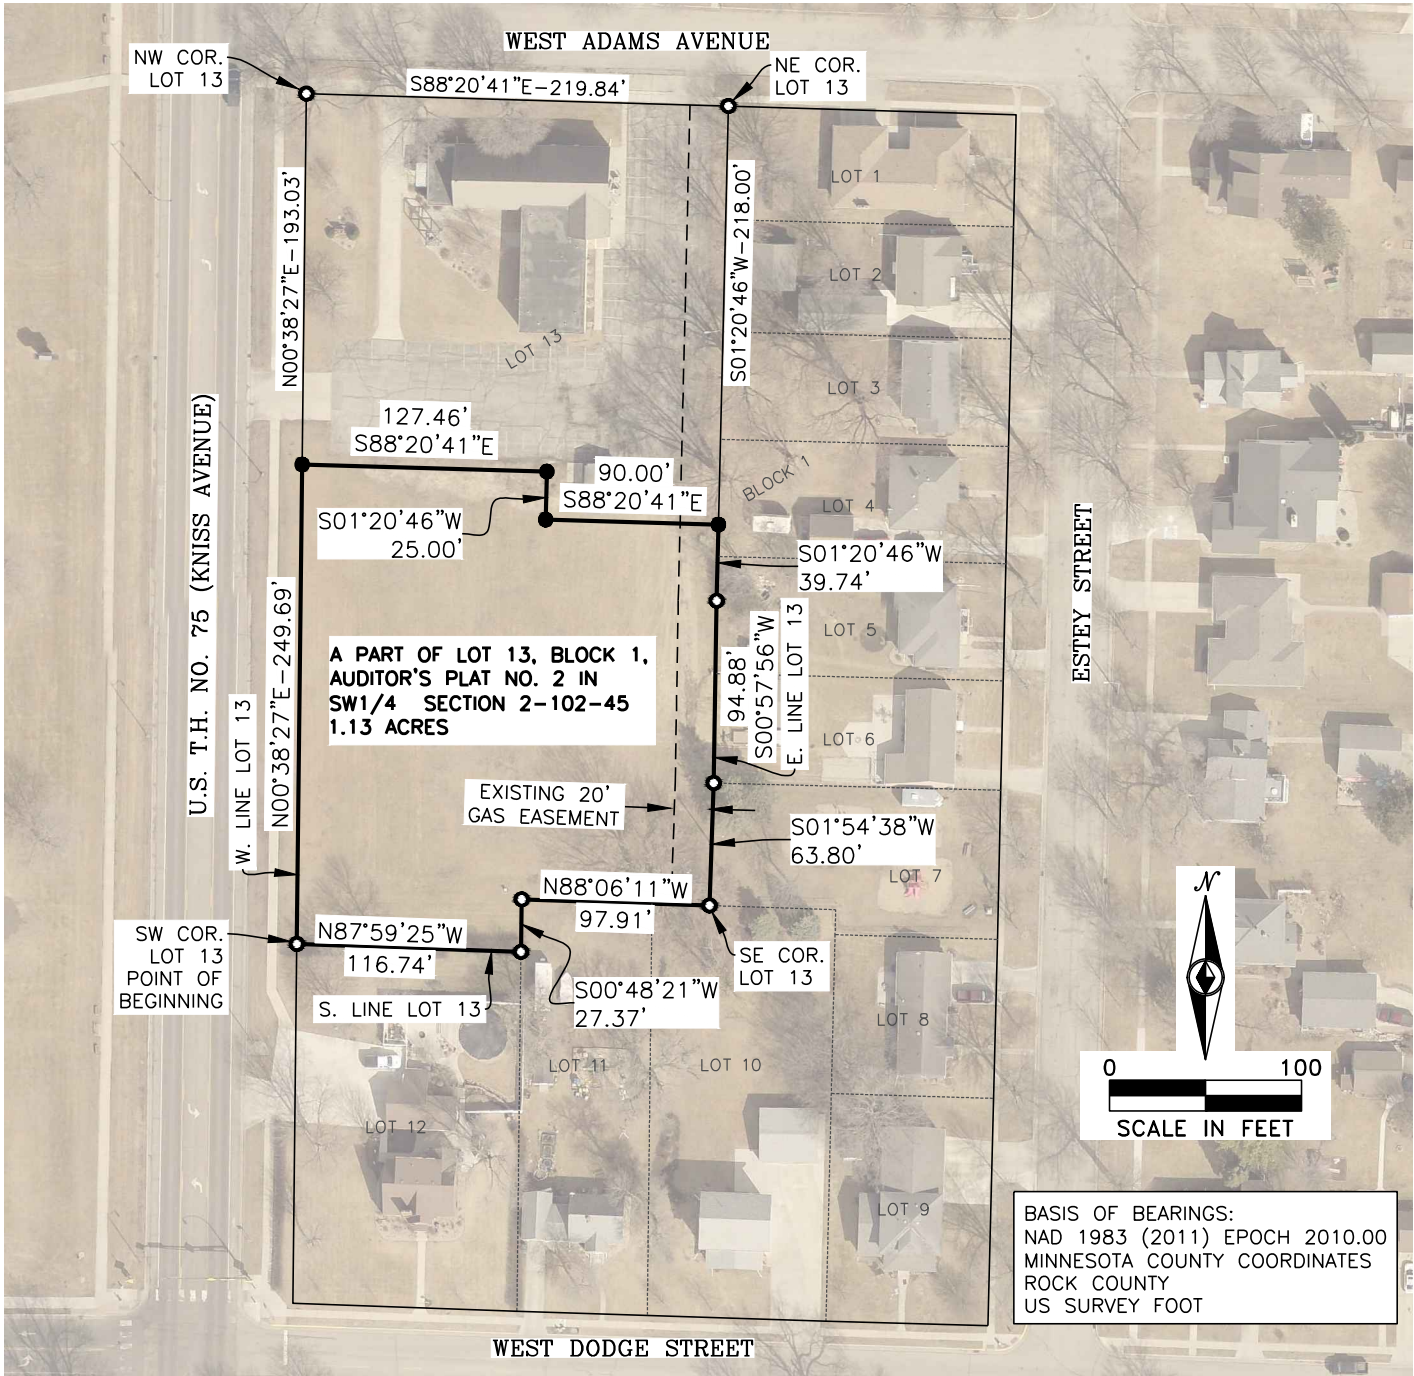 WEST ADAMS AVENUE
NW COR.
LOT 13
S88°20'41"E-219.84'
NE COR.
LOT 13
N00°38'27"E-193.03'
S01°20'46"W-218.00'
LOT 1
LOT 2
LOT 3
LOT 13
127.46'
S88°20'41"E
90.00'
S88°20'41"E
BLOCK 1
LOT 4
S01°20'46"W
25.00'
S01°20'46"W
39.74'
U.S. T.H. NO. 75 (KNISS AVENUE)
ESTEY STREET
N00°38'27"E-249.69'
W. LINE LOT 13
A PART OF LOT 13, BLOCK 1,
AUDITOR'S PLAT NO. 2 IN
SW1/4 SECTION 2-102-45
1.13 ACRES
94.88'
S00°57'56"W
E. LINE LOT 13
LOT 5
LOT 6
EXISTING 20'
GAS EASEMENT
S01°54'38"W
63.80'
LOT 7
N88°06'11"W
97.91'
N87°59'25"W
116.74'
SW COR.
LOT 13
POINT OF
BEGINNING
SE COR.
LOT 13
S. LINE LOT 13
S00°48'21"W
27.37'
LOT 8
LOT 11
LOT 10
LOT 12
LOT 9
N
0 100
SCALE IN FEET
BASIS OF BEARINGS:
NAD 1983 (2011) EPOCH 2010.00
MINNESOTA COUNTY COORDINATES
ROCK COUNTY
US SURVEY FOOT
WEST DODGE STREET